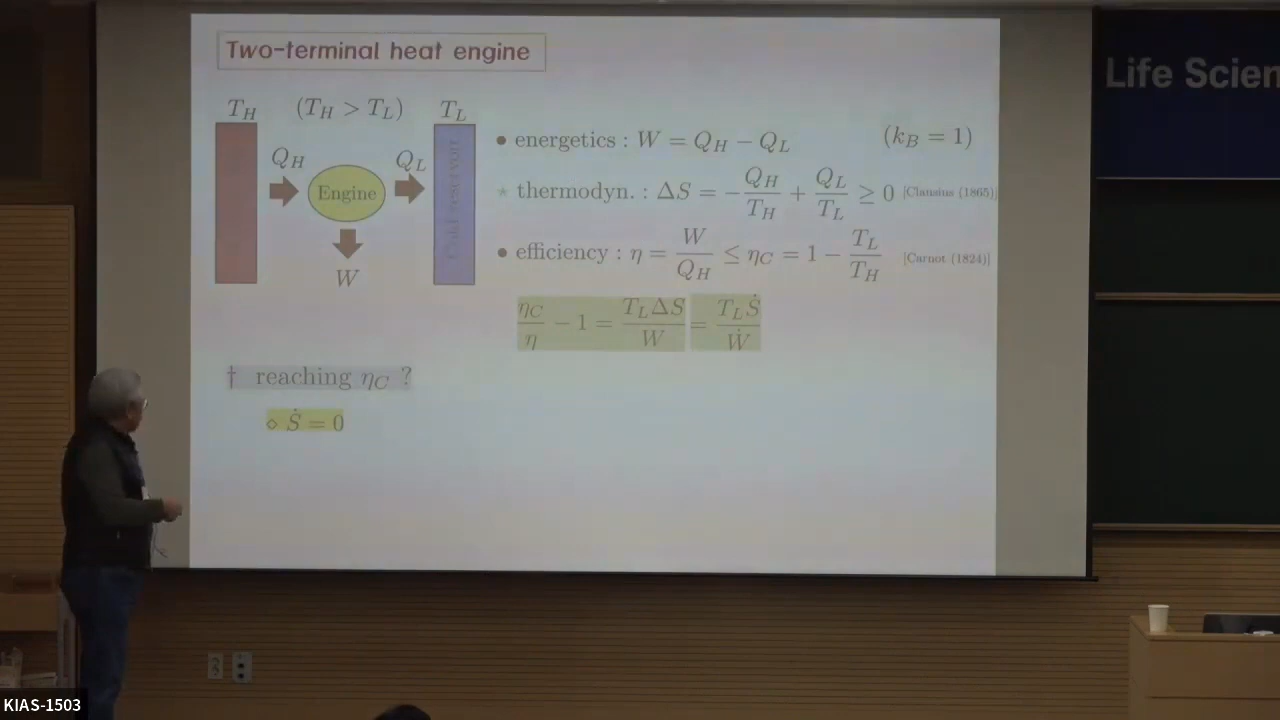 Two-terminal heat engine
T_H (T_H > T_L) T_L
Q_H Q_L
Engine
W
• energetics : W = Q_H − Q_L (k_B = 1)
⋆ thermodyn. : ΔS = −Q_H/T_H + Q_L/T_L ≥ 0 [Clausius (1865)]
• efficiency : η = W/Q_H ≤ η_C = 1 − T_L/T_H [Carnot (1824)]
η_C/η − 1 = T_LΔS/W = T_LṠ/Ẇ
† reaching η_C ?
⋄ Ṡ = 0
Life Scien
KIAS-1503